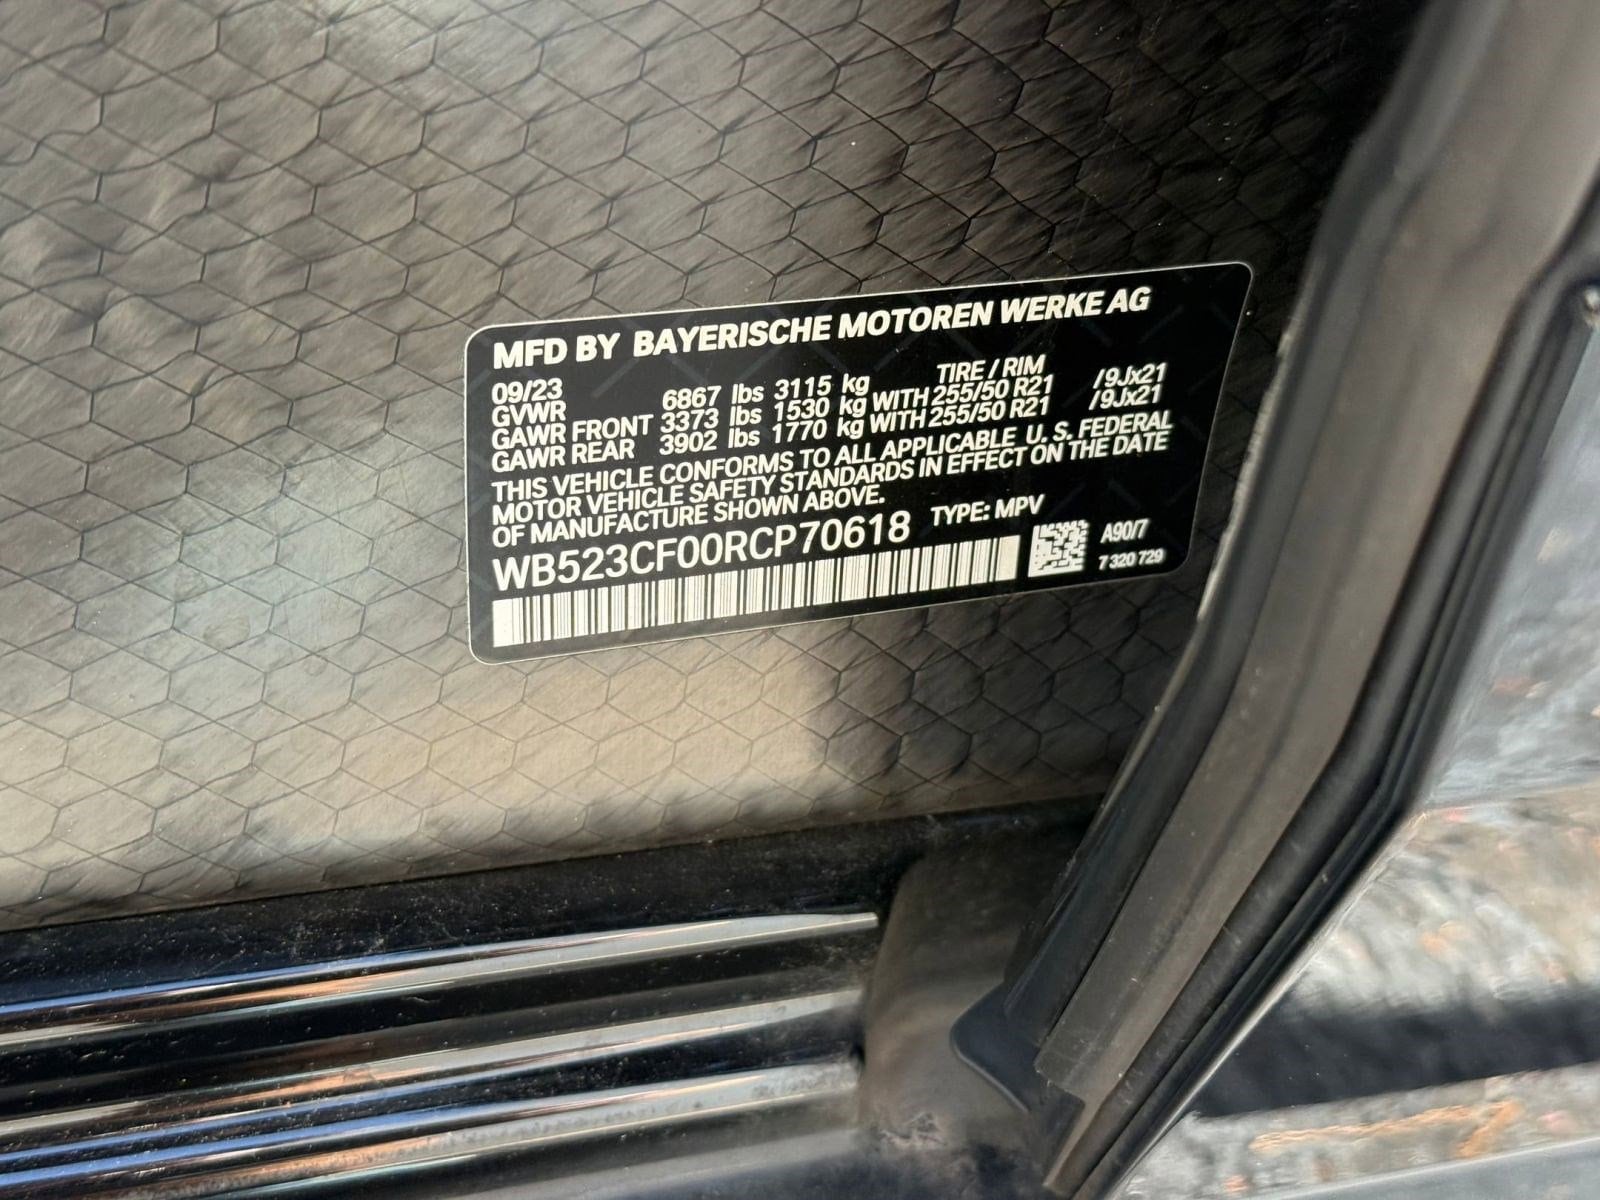 MFD BY BAYERISCHE MOTOREN WERKE AG
09/23 TIRE / RIM
GVWR 6867 lbs 3115 kg
GAWR FRONT 3373 lbs 1530 kg WITH 255/50 R21 /9Jx21
GAWR REAR 3902 lbs 1770 kg WITH 255/50 R21 /9Jx21
THIS VEHICLE CONFORMS TO ALL APPLICABLE U. S. FEDERAL
MOTOR VEHICLE SAFETY STANDARDS IN EFFECT ON THE DATE
OF MANUFACTURE SHOWN ABOVE.
WB523CF00RCP70618 TYPE: MPV
A90/7
7 320 729